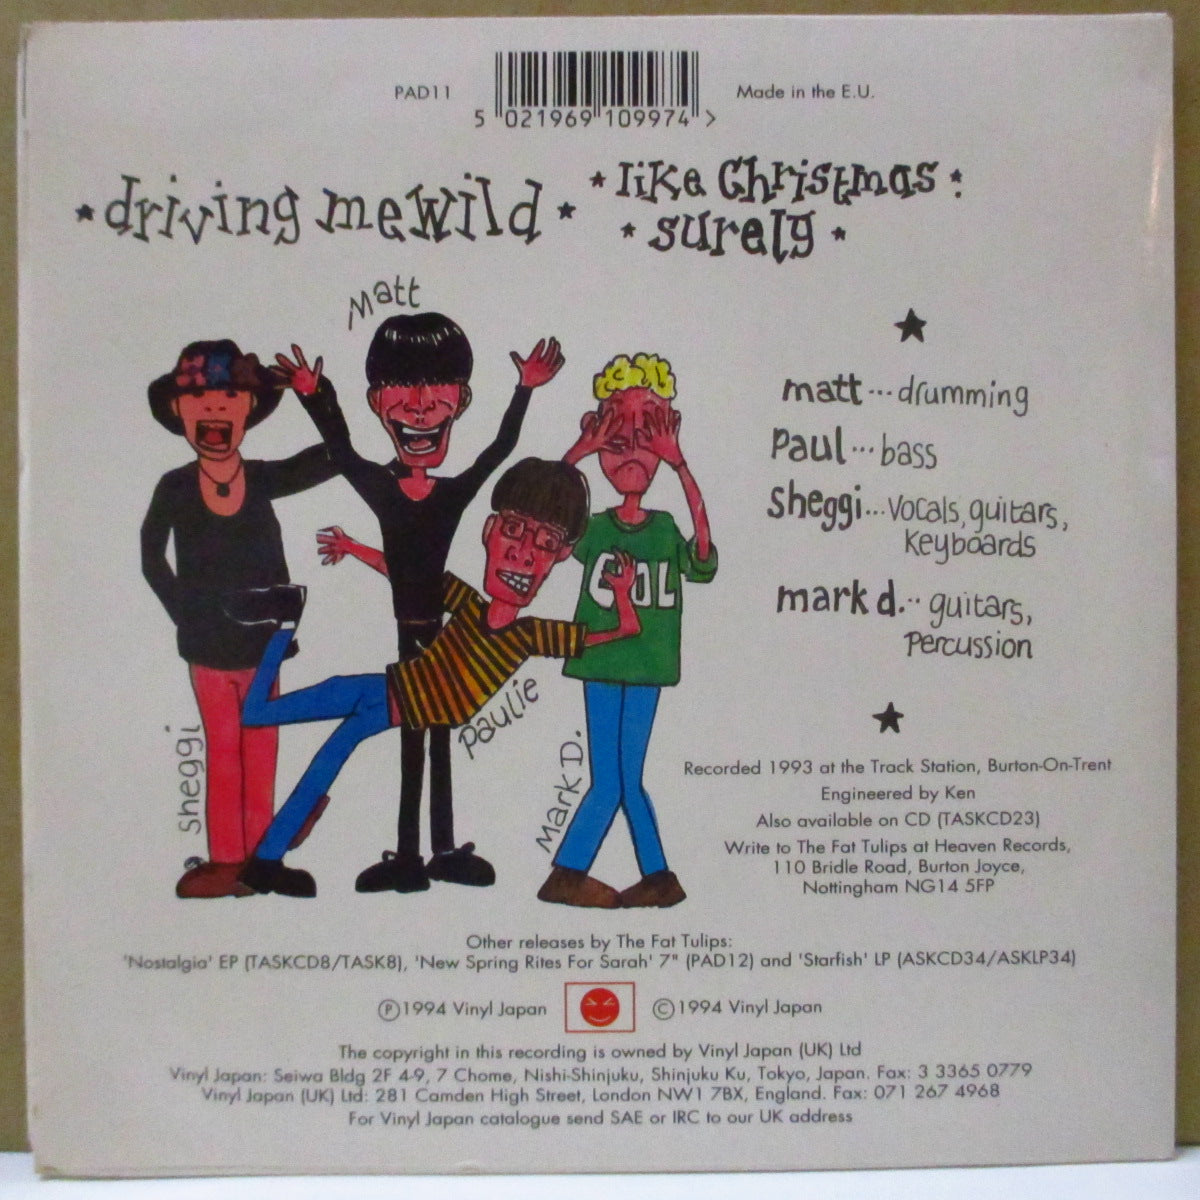 PAD11
5 021969 109974 >
Made in the E.U.
*driving me wild*
*like Christmas:
*surely*
Matt
sheggi
Paulie
Mark D.
matt...drumming
Paul...bass
sheggi...vocals, guitars,
keyboards
mark d...guitars,
percussion
Recorded 1993 at the Track Station, Burton-On-Trent
Engineered by Ken
Also available on CD (TASKCD23)
Write to The Fat Tulips at Heaven Records,
110 Bridle Road, Burton Joyce,
Nottingham NG14 5FP
Other releases by The Fat Tulips:
'Nostalgia' EP (TASKCD8/TASK8), 'New Spring Rites For Sarah' 7" (PAD12) and 'Starfish' LP (ASKCD34/ASKLP34)
℗1994 Vinyl Japan
©1994 Vinyl Japan
The copyright in this recording is owned by Vinyl Japan (UK) Ltd
Vinyl Japan: Seiwa Bldg 2F 4-9, 7 Chome, Nishi-Shinjuku, Shinjuku Ku, Tokyo, Japan. Fax: 3 3365 0779
Vinyl Japan (UK) Ltd: 281 Camden High Street, London NW1 7BX, England. Fax: 071 267 4968
For Vinyl Japan catalogue send SAE or IRC to our UK address